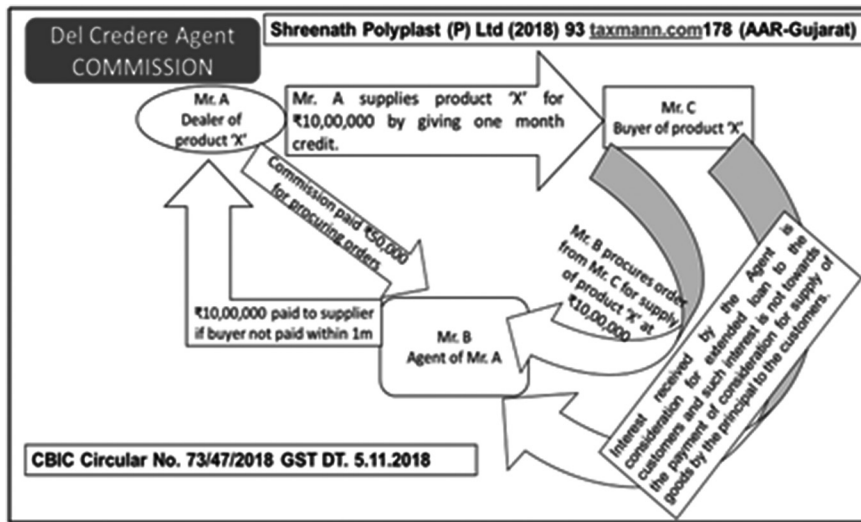 Del Credere Agent
COMMISSION
Shreenath Polyplast (P) Ltd (2018) 93 taxmann.com178 (AAR-Gujarat)
Mr. A
Dealer of
product ‘X’
Mr. A supplies product ‘X’ for
₹10,00,000 by giving one month
credit.
Mr. C
Buyer of product ‘X’
Commission paid ₹50,000
for procuring orders
₹10,00,000 paid to supplier
if buyer not paid within 1m
Mr. B
Agent of Mr. A
Mr. B procures order
from Mr. C for supply
of product ‘X’ at
₹10,00,000
Interest received by the Agent is
consideration for extended loan to the
customers and such interest is not towards
the payment of consideration for supply of
goods by the principal to the customers.
CBIC Circular No. 73/47/2018 GST DT. 5.11.2018